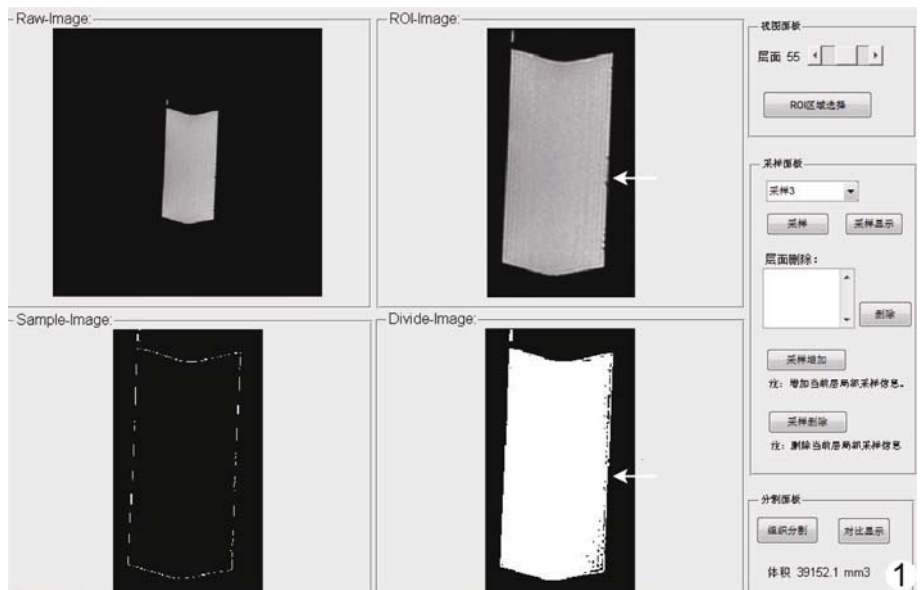 Raw-Image:
ROI-Image:
Sample-Image:
Divide-Image:
视图面板
层面 55
ROI区域选择
采样面板
采样3
采样
采样显示
层面删除:
删除
采样增加
注: 增加当前层局部采样信息。
采样删除
注: 删除当前层局部采样信息
分割面板
组织分割
对比显示
体积 39152.1 mm3
1